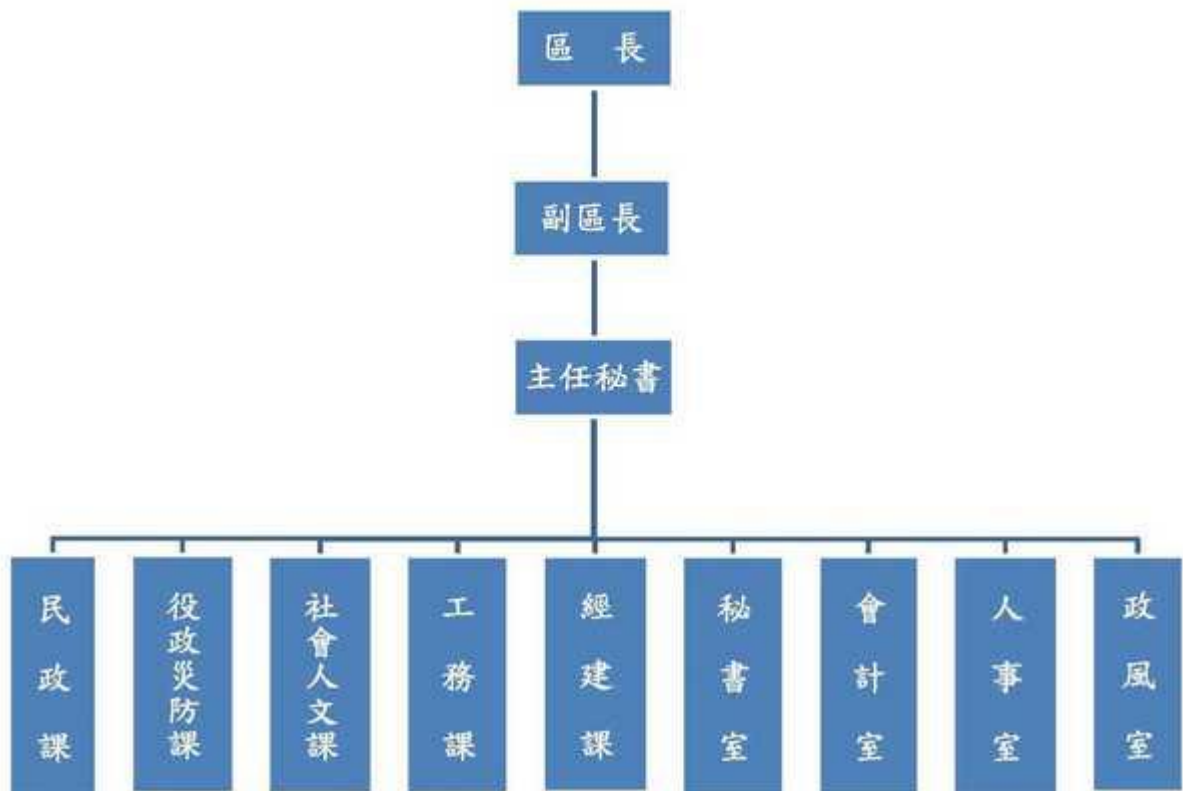 區 長
副區長
主任秘書
民政課
役政災防課
社會人文課
工務課
經建課
秘書室
會計室
人事室
政風室